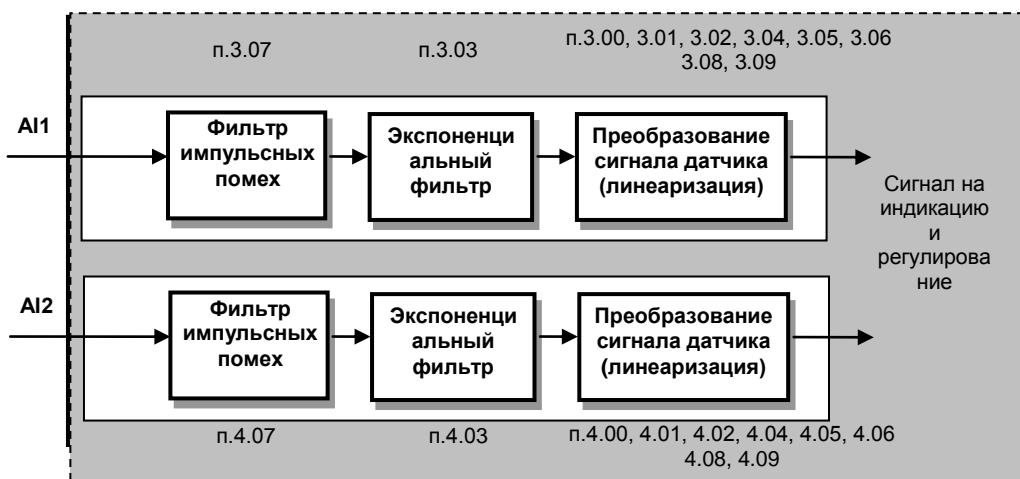 п.3.07
п.3.03
п.3.00, 3.01, 3.02, 3.04, 3.05, 3.06
3.08, 3.09
AI1
Фильтр
импульсных
помех
Экспоненци
альный
фильтр
Преобразование
сигнала датчика
(линеаризация)
Сигнал на
индикацию
и
регулирова
ние
AI2
Фильтр
импульсных
помех
Экспоненци
альный
фильтр
Преобразование
сигнала датчика
(линеаризация)
п.4.07
п.4.03
п.4.00, 4.01, 4.02, 4.04, 4.05, 4.06
4.08, 4.09